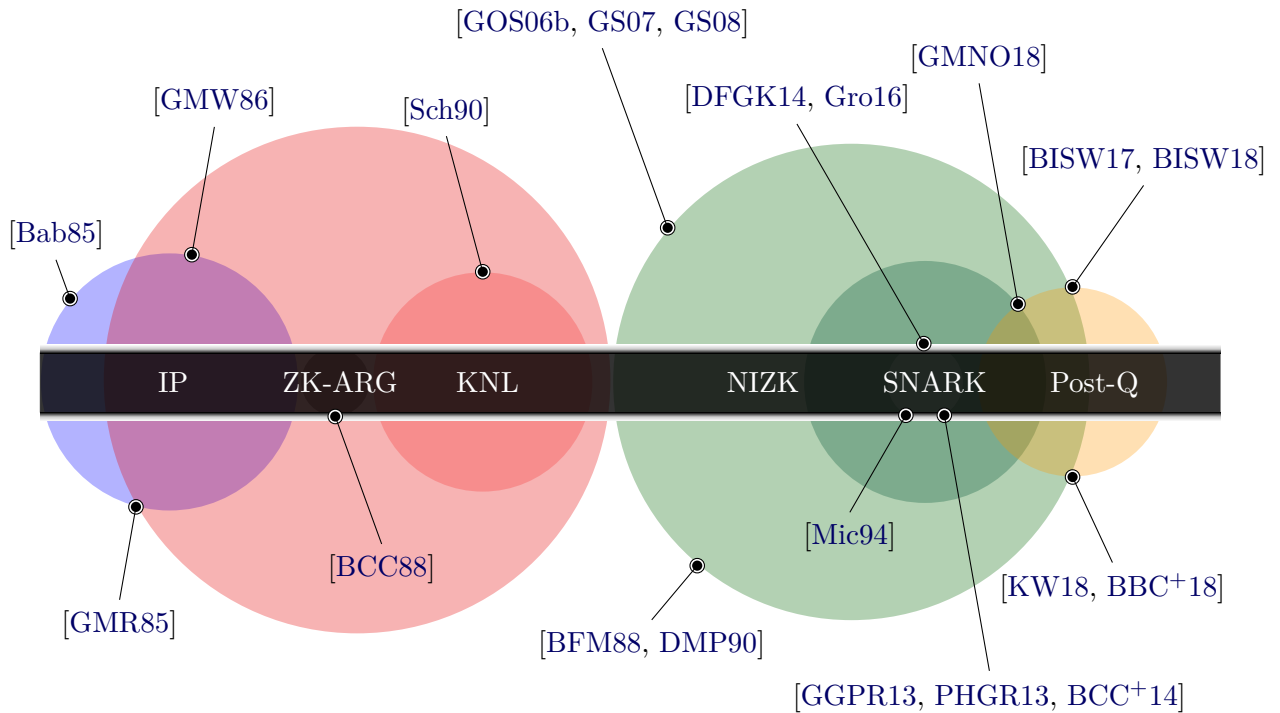 [GOS06b, GS07, GS08]
[GMNO18]
[GMW86]
[Sch90]
[DFGK14, Gro16]
[BISW17, BISW18]
[Bab85]
IP
ZK-ARG
KNL
NIZK
SNARK
Post-Q
[Mic94]
[BCC88]
[KW18, BBC⁺18]
[GMR85]
[BFM88, DMP90]
[GGPR13, PHGR13, BCC⁺14]